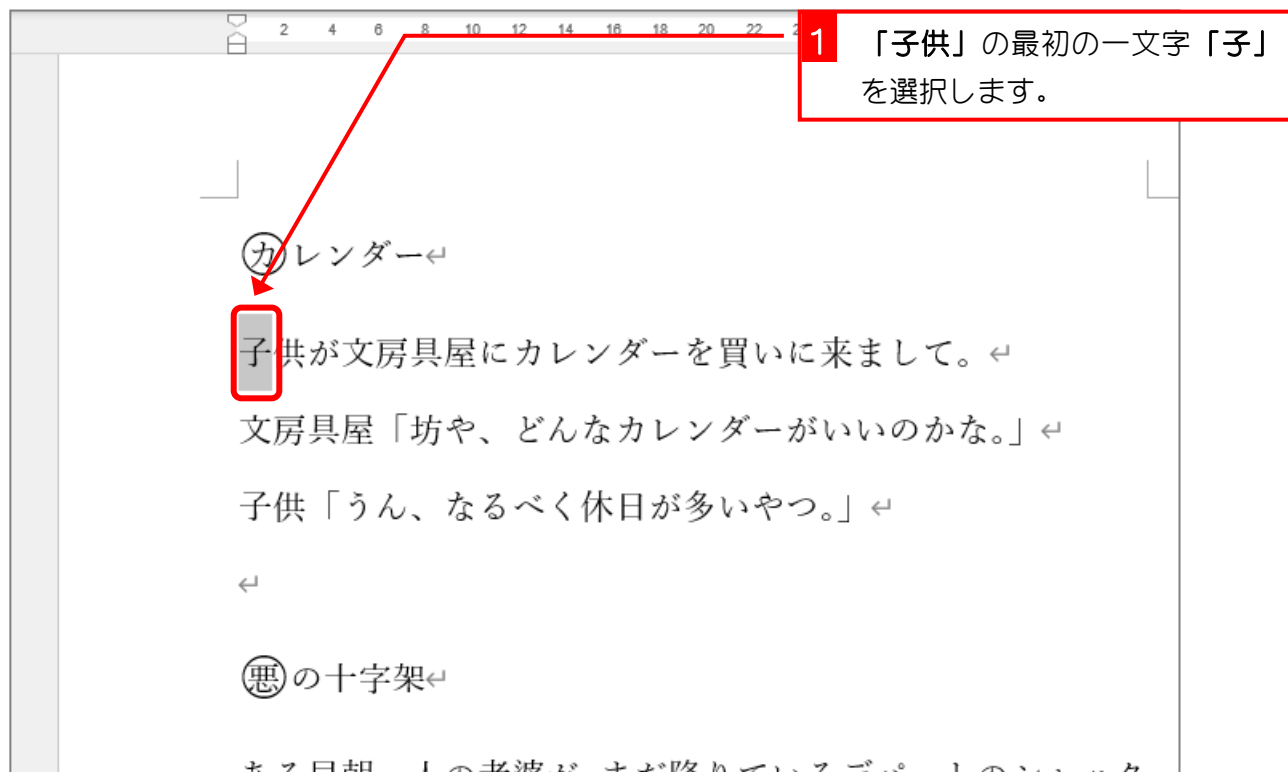 2 4 6 8 10 12 14 16 18 20 22
1 「子供」の最初の一文字「子」
を選択します。
㋕レンダー↵
子供が文房具屋にカレンダーを買いに来まして。↵
文房具屋「坊や、どんなカレンダーがいいのかな。」↵
子供「うん、なるべく休日が多いやつ。」↵
↵
悪の十字架↵